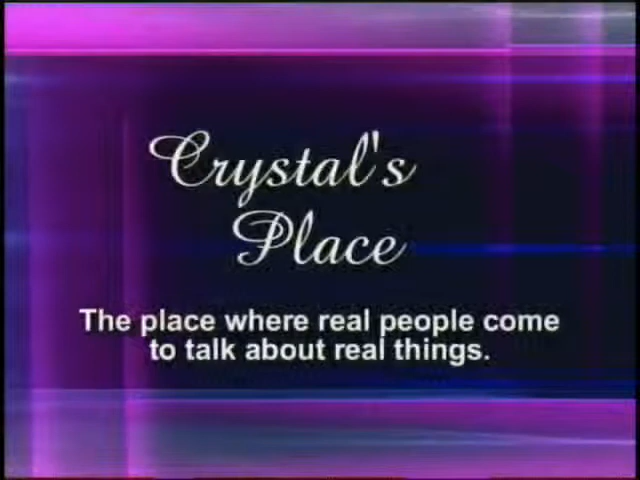 Crystal's
Place
The place where real people come
to talk about real things.